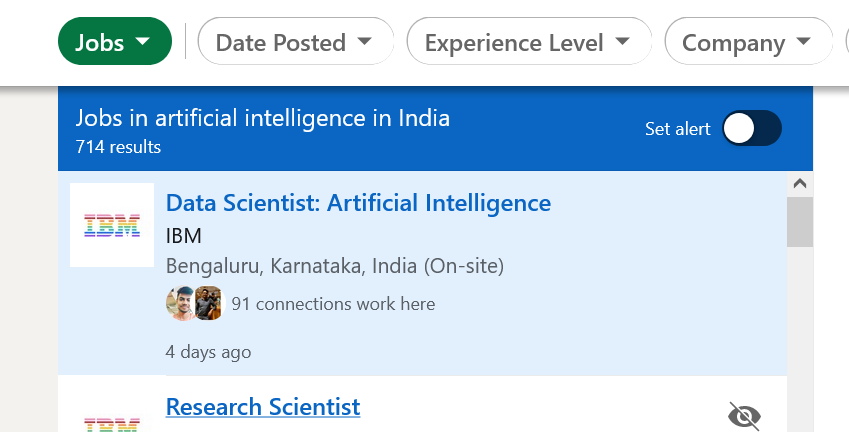 Jobs
Date Posted
Experience Level
Company
Jobs in artificial intelligence in India
714 results
Set alert
IBM
Data Scientist: Artificial Intelligence
IBM
Bengaluru, Karnataka, India (On-site)
91 connections work here
4 days ago
IBM
Research Scientist